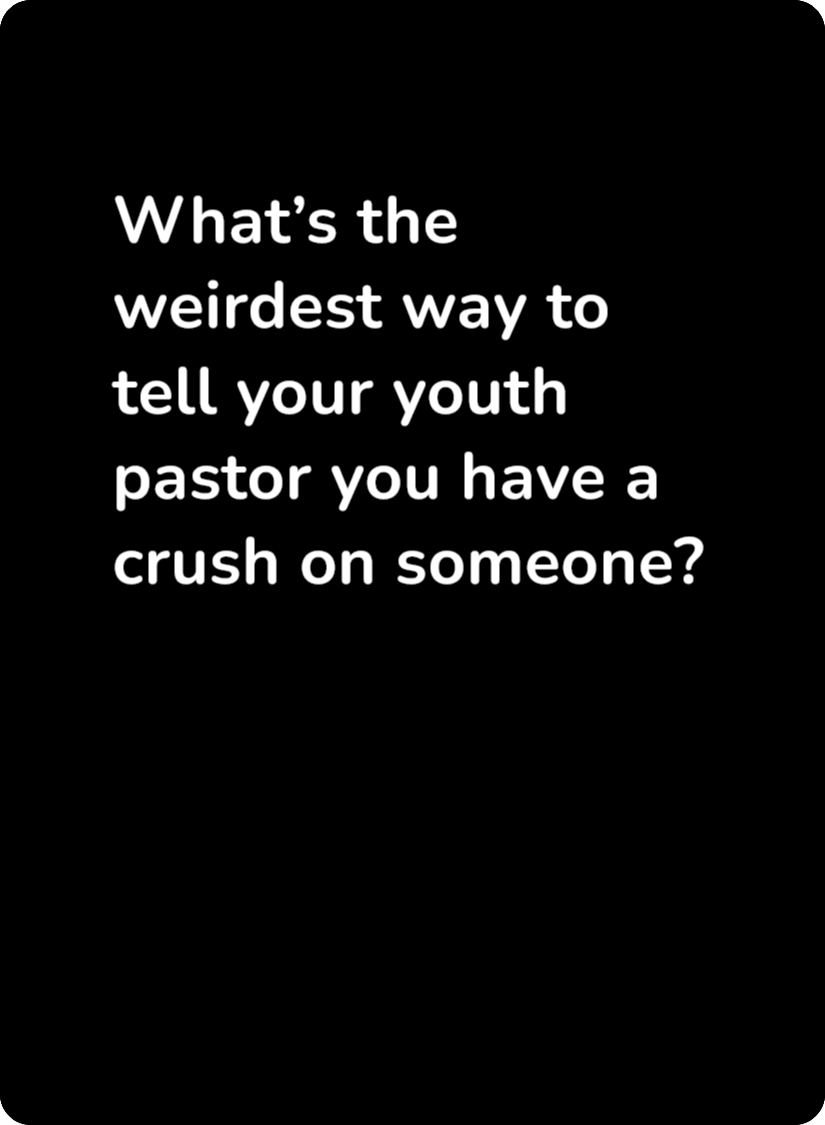 What’s the
weirdest way to
tell your youth
pastor you have a
crush on someone?